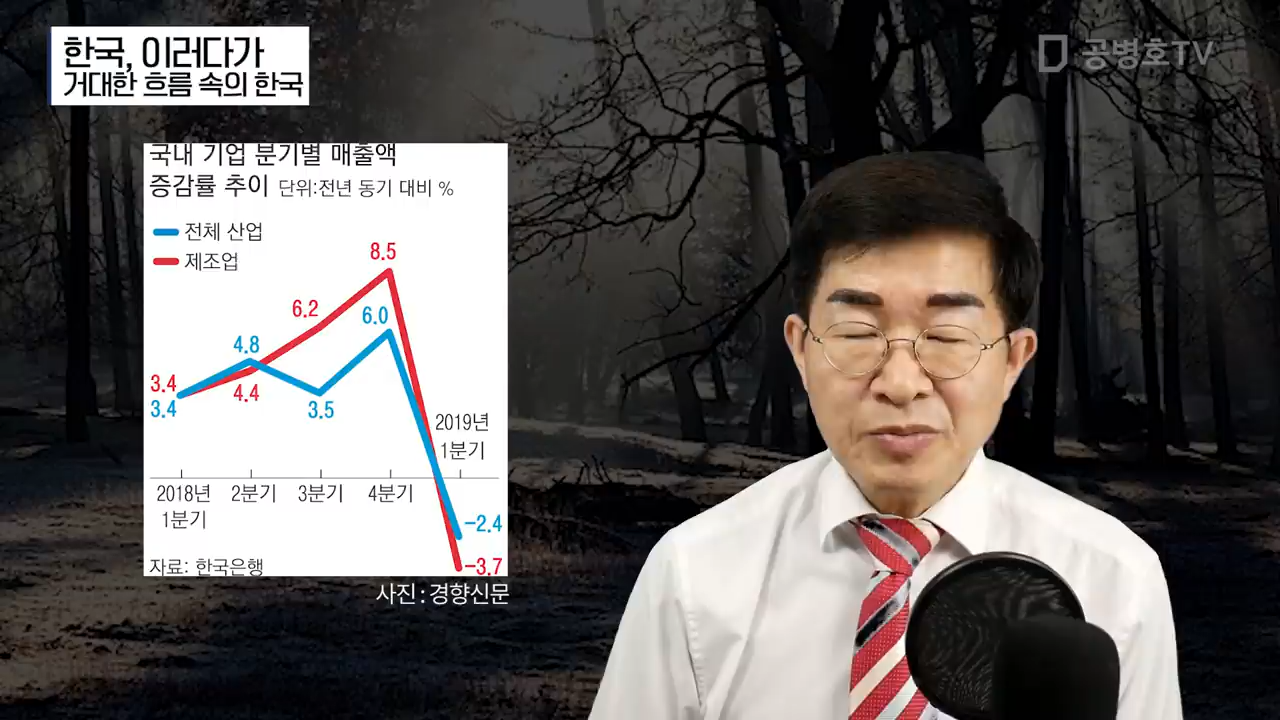 한국, 이러다가
거대한 흐름 속의 한국
공병호TV
국내 기업 분기별 매출액
증감률 추이 단위:전년 동기 대비 %
전체 산업
제조업
8.5
6.2
6.0
4.8
3.4
4.4
3.4
3.5
2019년
1분기
2018년
1분기
2분기
3분기
4분기
-2.4
-3.7
자료: 한국은행
사진 : 경향신문